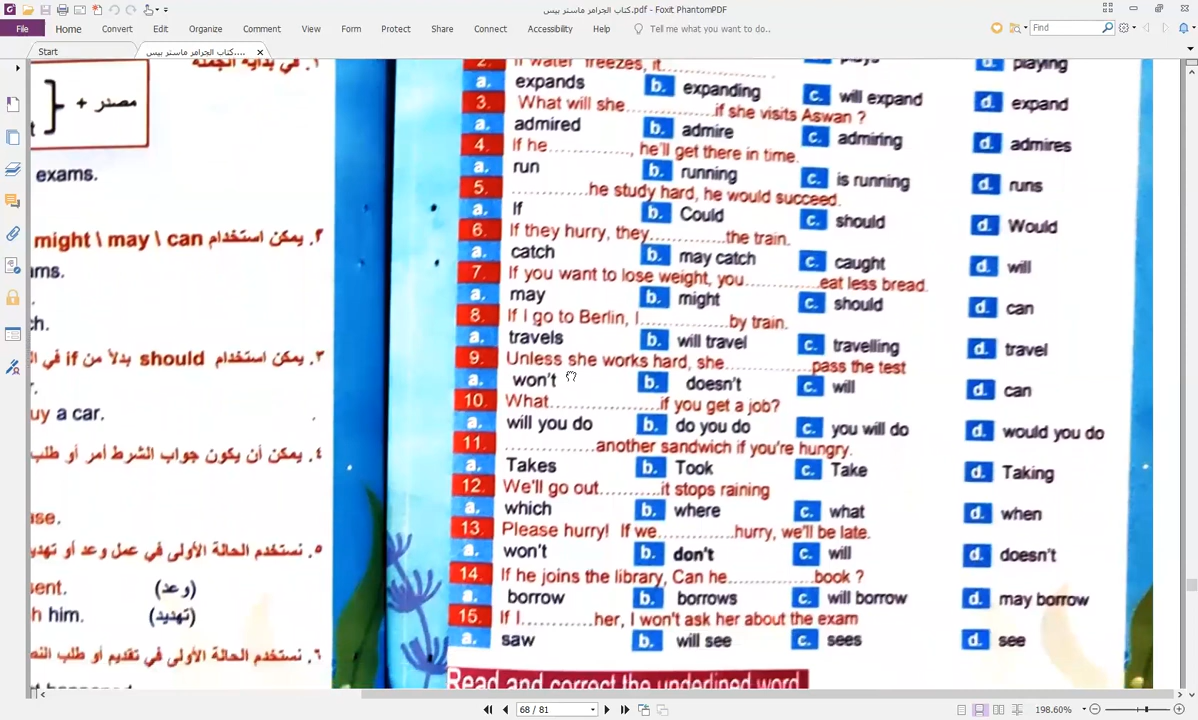 كتاب الجرامر ماستر بيس.pdf - Foxit PhantomPDF
File Home Convert Edit Organize Comment View Form Protect Share Connect Accessibility Help Tell me what you want to do.. Find
Start كتاب الجرامر ماستر بيس....
١. في بداية الجملة
مصدر +
exams.
٢. يمكن استخدام might \ may \ can
ams.
ch.
٣. يمكن استخدام should بدلاً من if في
uy a car.
٤. يمكن أن يكون جواب الشرط أمر أو طلب
ase.
٥. نستخدم الحالة الأولى في عمل وعد أو تهديد
sent. (وعد)
h him. (تهديد)
٦. نستخدم الحالة الأولى في تقديم أو طلب
2. If water freezes, it..................
plays d. playing
a. expands b. expanding c. will expand d. expand
3. What will she..................if she visits Aswan ?
a. admired b. admire c. admiring d. admires
4. If he................, he'll get there in time.
a. run b. running c. is running d. runs
5. ................he study hard, he would succeed.
a. If b. Could c. should d. Would
6. If they hurry, they................the train.
a. catch b. may catch c. caught d. will
7. If you want to lose weight, you................eat less bread.
a. may b. might c. should d. can
8. If I go to Berlin, I..................by train.
a. travels b. will travel c. travelling d. travel
9. Unless she works hard, she..................pass the test
a. won't b. doesn't c. will d. can
10. What......................if you get a job?
a. will you do b. do you do c. you will do d. would you do
11. ..................another sandwich if you're hungry.
a. Takes b. Took c. Take d. Taking
12. We'll go out.............it stops raining
a. which b. where c. what d. when
13. Please hurry! If we................hurry, we'll be late.
a. won't b. don't c. will d. doesn't
14. If he joins the library, Can he..................book ?
a. borrow b. borrows c. will borrow d. may borrow
15. If I..............her, I won't ask her about the exam
a. saw b. will see c. sees d. see
Read and correct the underlined word
68 / 81 198.60%